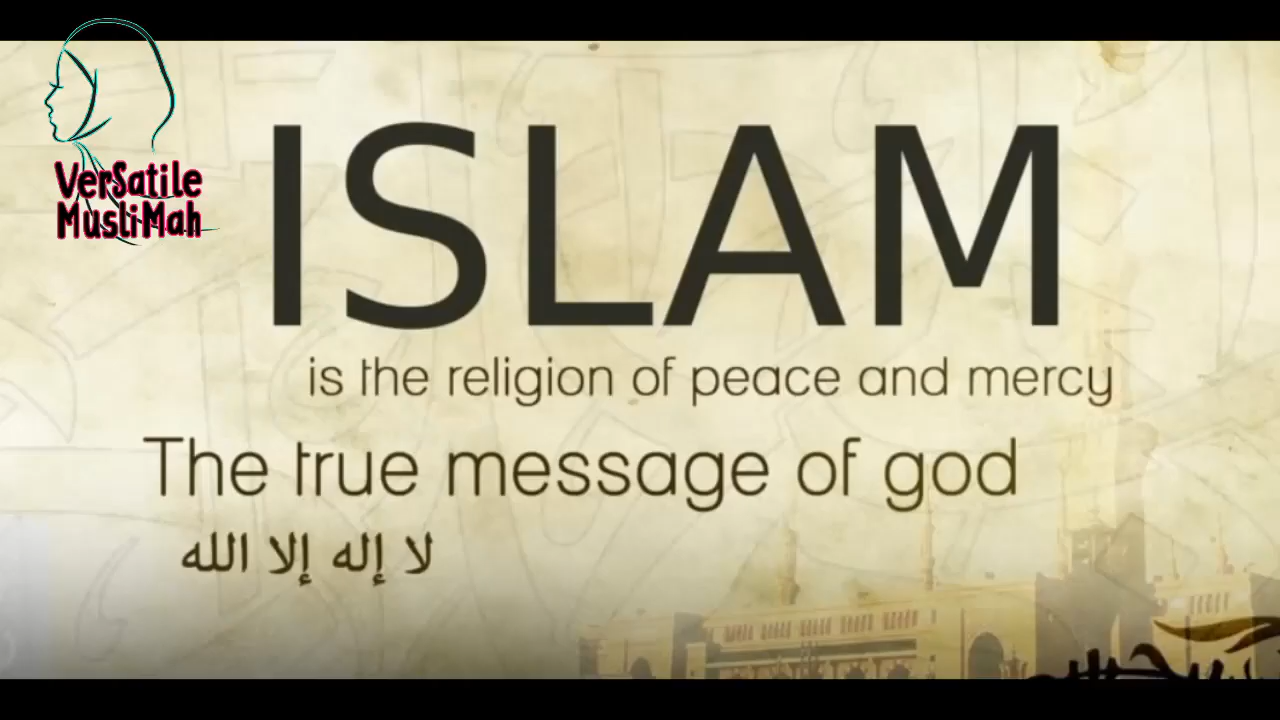 VerSatile
MusliMah
ISLAM
is the religion of peace and mercy
The true message of god
لا إله إلا الله